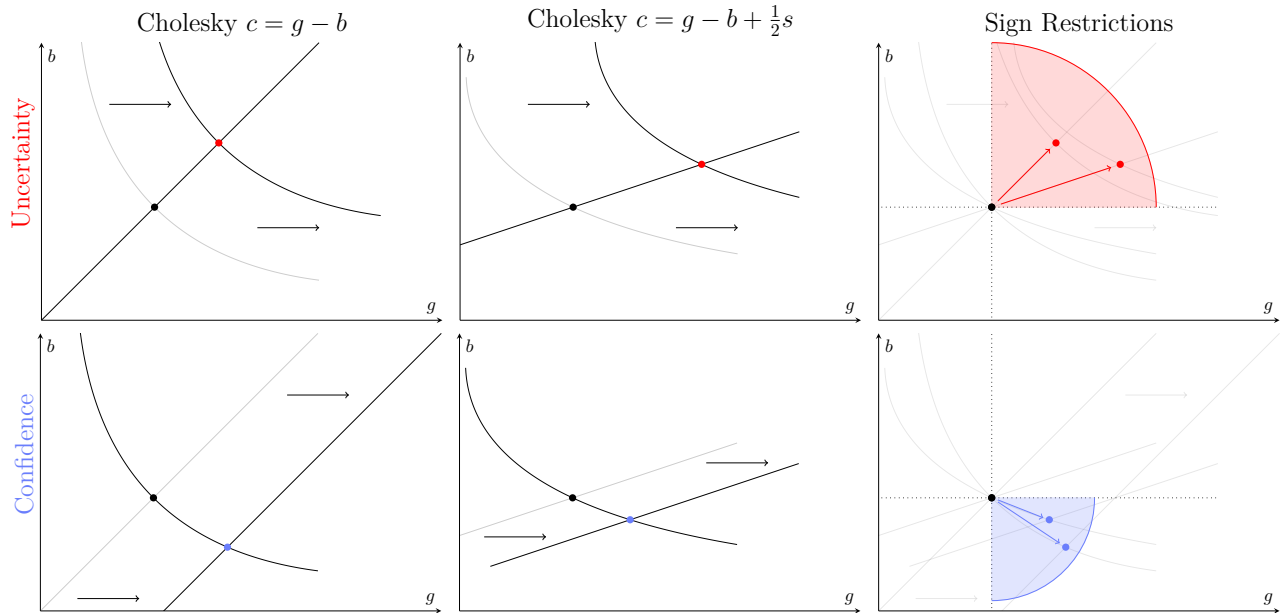 Cholesky c = g − b
Cholesky c = g − b + ½s
Sign Restrictions
Uncertainty
b
g
b
g
b
g
Confidence
b
g
b
g
b
g